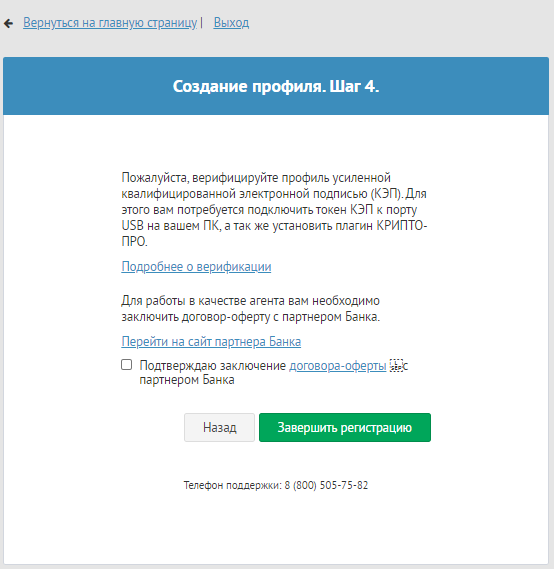 Вернуться на главную страницу | Выход
Создание профиля. Шаг 4.
Пожалуйста, верифицируйте профиль усиленной
квалифицированной электронной подписью (КЭП). Для
этого вам потребуется подключить токен КЭП к порту
USB на вашем ПК, а так же установить плагин КРИПТО-
ПРО.
Подробнее о верификации
Для работы в качестве агента вам необходимо
заключить договор-оферту с партнером Банка.
Перейти на сайт партнера Банка
Подтверждаю заключение договора-оферты с
партнером Банка
Назад
Завершить регистрацию
Телефон поддержки: 8 (800) 505-75-82